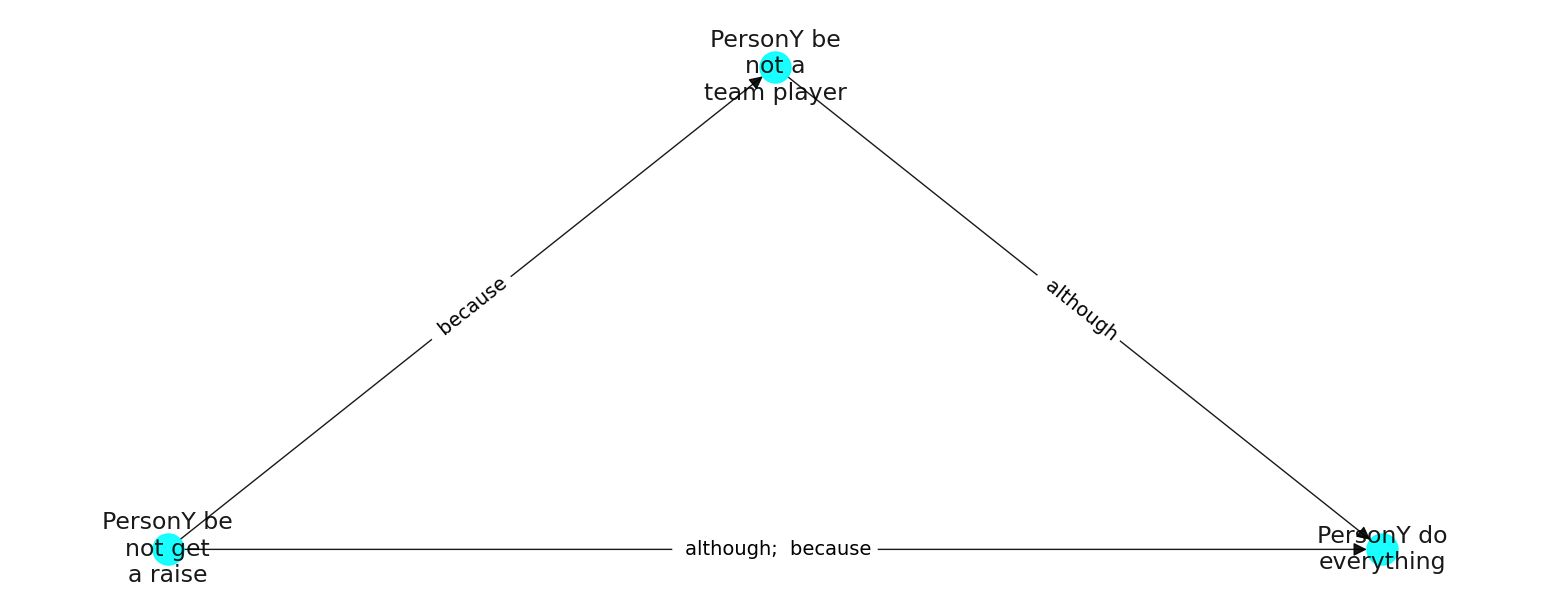 PersonY be
not a
team player
because
although
PersonY be
not get
a raise
although;  because
PersonY do
everything